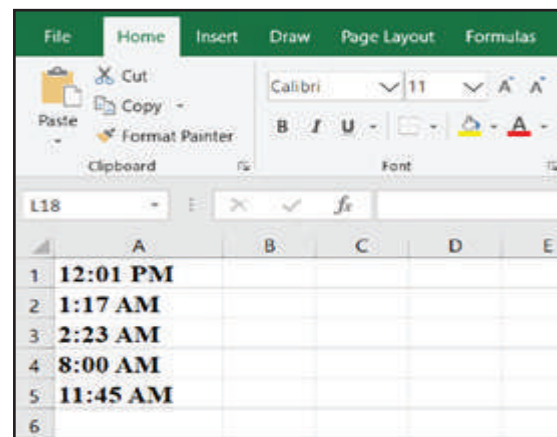 File Home Insert Draw Page Layout Formulas
Cut
Calibri 11 A A
Copy
Paste
Format Painter
B I U A
Clipboard Font
L18 fx
A B C D E
1 12:01 PM
2 1:17 AM
3 2:23 AM
4 8:00 AM
5 11:45 AM
6